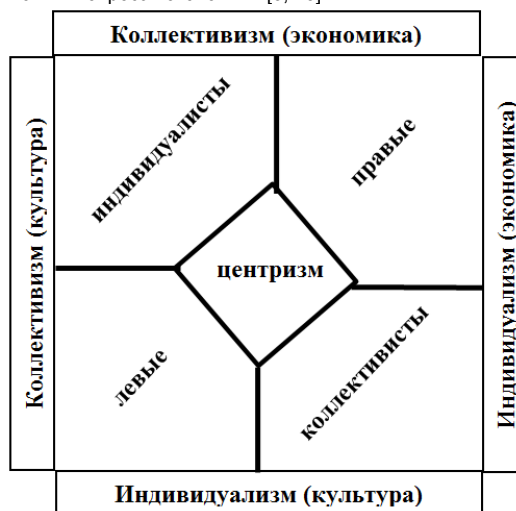 Коллективизм (экономика)
Коллективизм (культура)
индивидуалисты
правые
Индивидуализм (экономика)
центризм
левые
коллективисты
Индивидуализм (культура)